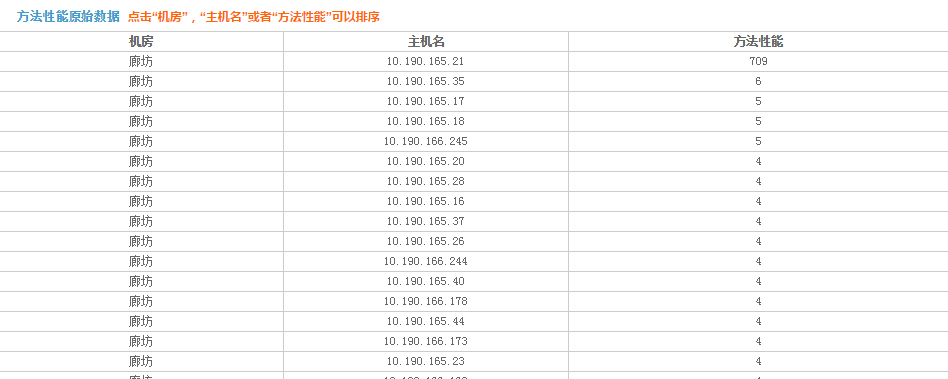 方法性能原始数据 点击“机房”，“主机名”或者“方法性能”可以排序
机房 主机名 方法性能
廊坊 10.190.165.21 709
廊坊 10.190.165.35 6
廊坊 10.190.165.17 5
廊坊 10.190.165.18 5
廊坊 10.190.166.245 5
廊坊 10.190.165.20 4
廊坊 10.190.165.28 4
廊坊 10.190.165.16 4
廊坊 10.190.165.37 4
廊坊 10.190.165.26 4
廊坊 10.190.166.244 4
廊坊 10.190.165.40 4
廊坊 10.190.166.178 4
廊坊 10.190.165.44 4
廊坊 10.190.166.173 4
廊坊 10.190.165.23 4